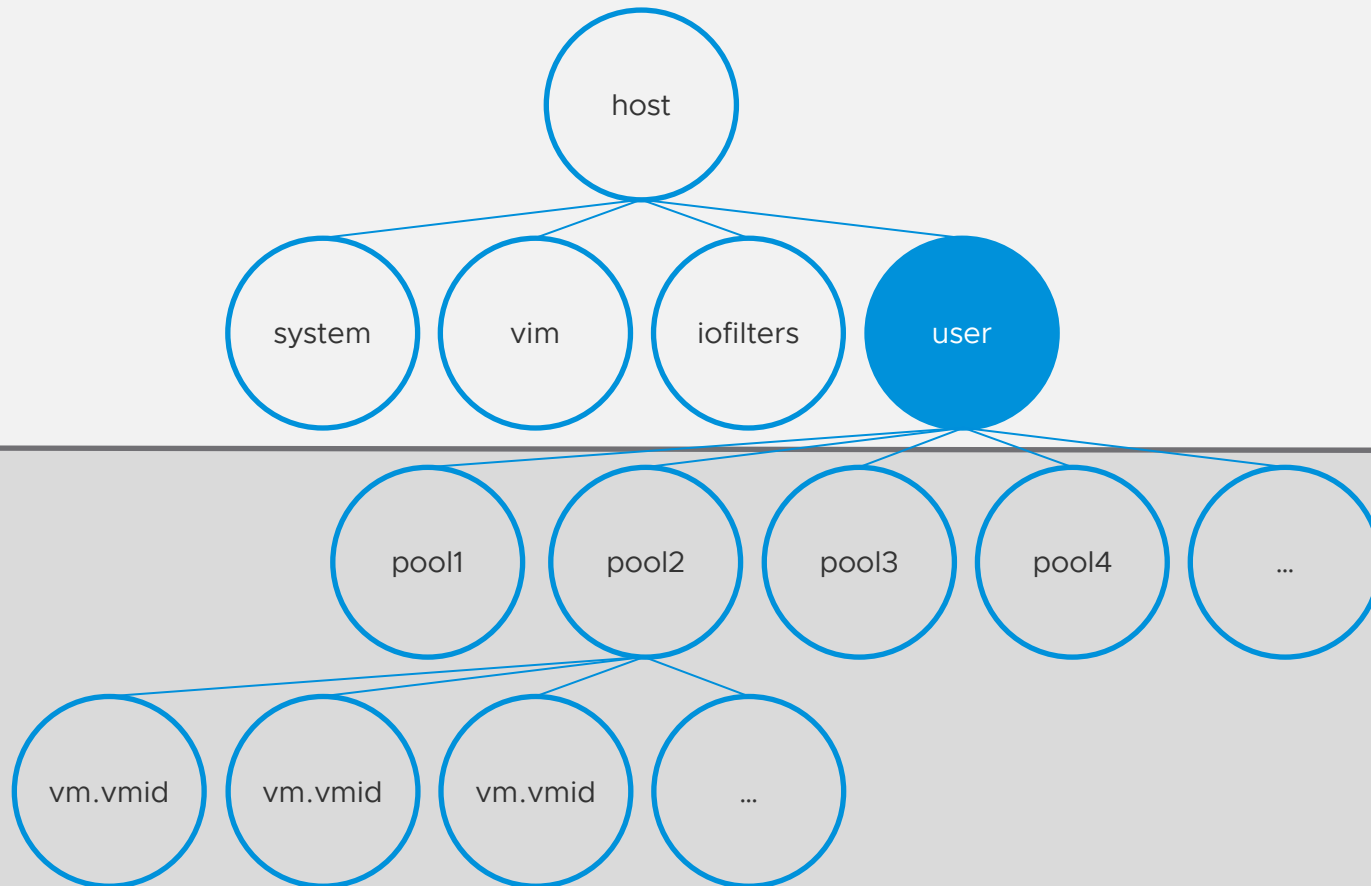 host
system
vim
iofilters
user
pool1
pool2
pool3
pool4
...
vm.vmid
vm.vmid
vm.vmid
...